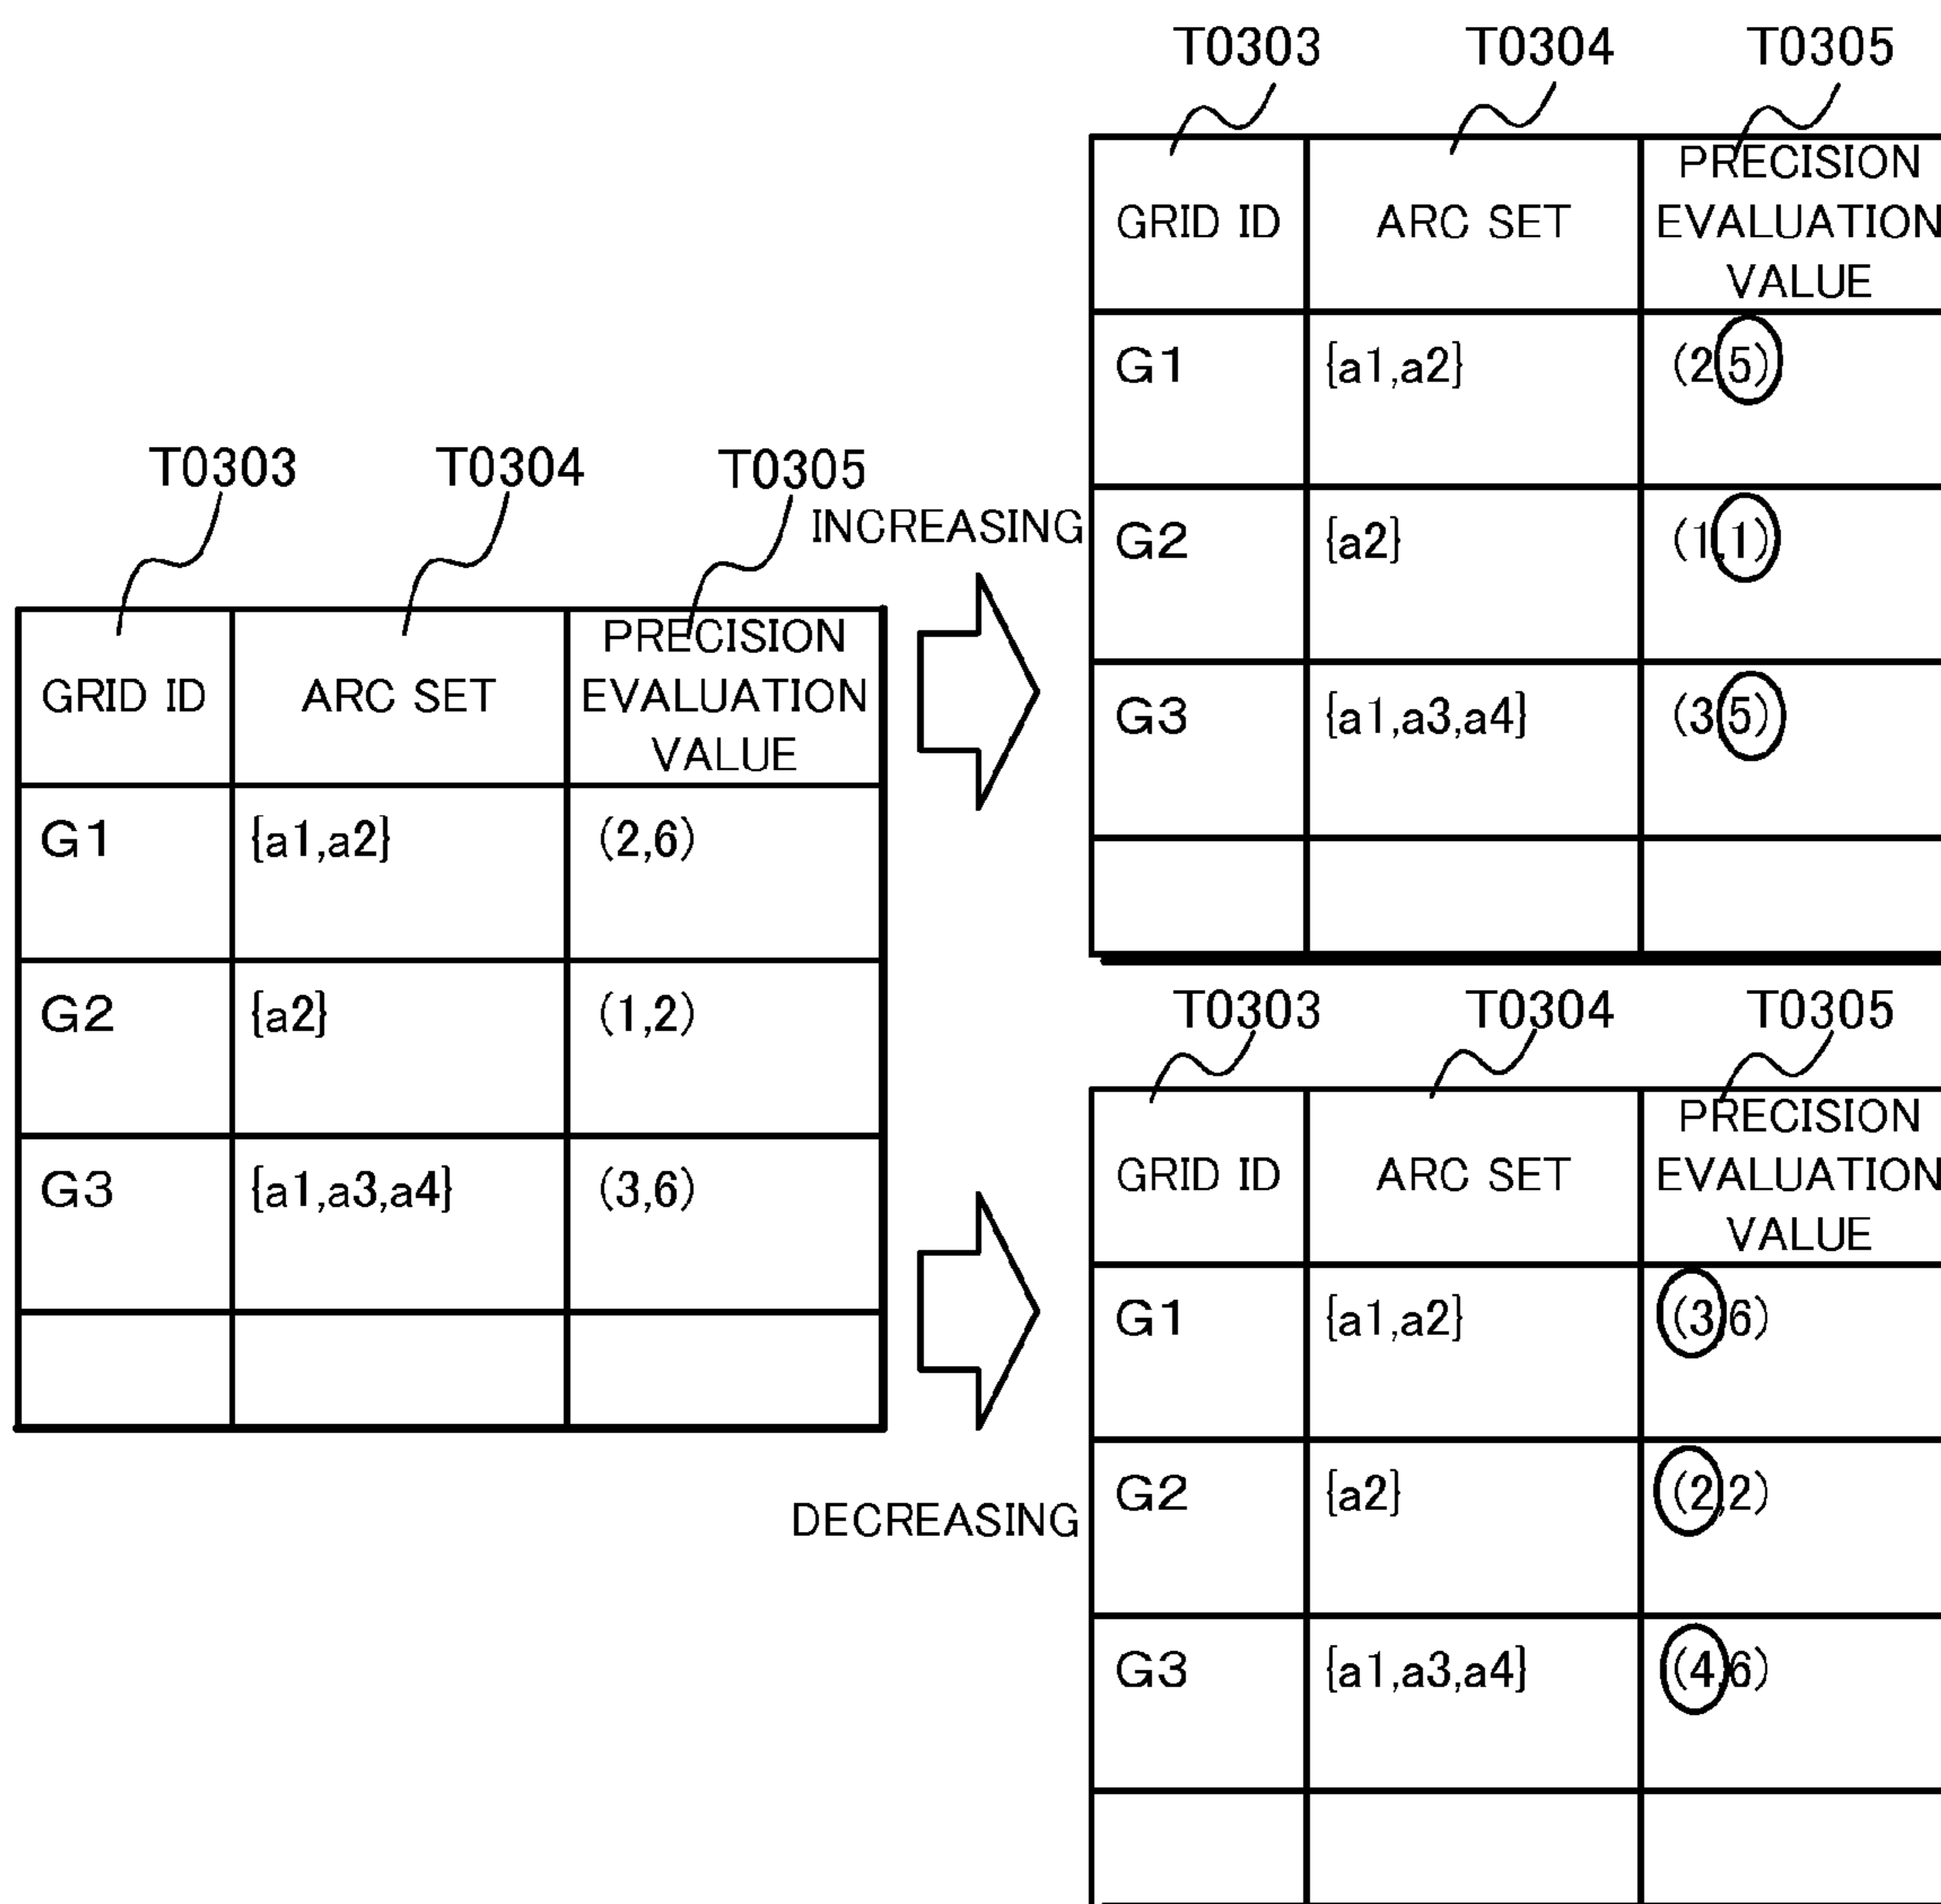 T0303 T0304 T0305
GRID ID ARC SET PRECISION
EVALUATION
VALUE
G1 {a1,a2} (2,6)
G2 {a2} (1,2)
G3 {a1,a3,a4} (3,6)
INCREASING
T0303 T0304 T0305
GRID ID ARC SET PRECISION
EVALUATION
VALUE
G1 {a1,a2} (2 5)
G2 {a2} (1,1)
G3 {a1,a3,a4} (3 5)
DECREASING
T0303 T0304 T0305
GRID ID ARC SET PRECISION
EVALUATION
VALUE
G1 {a1,a2} (3 6)
G2 {a2} (2,2)
G3 {a1,a3,a4} (4 6)